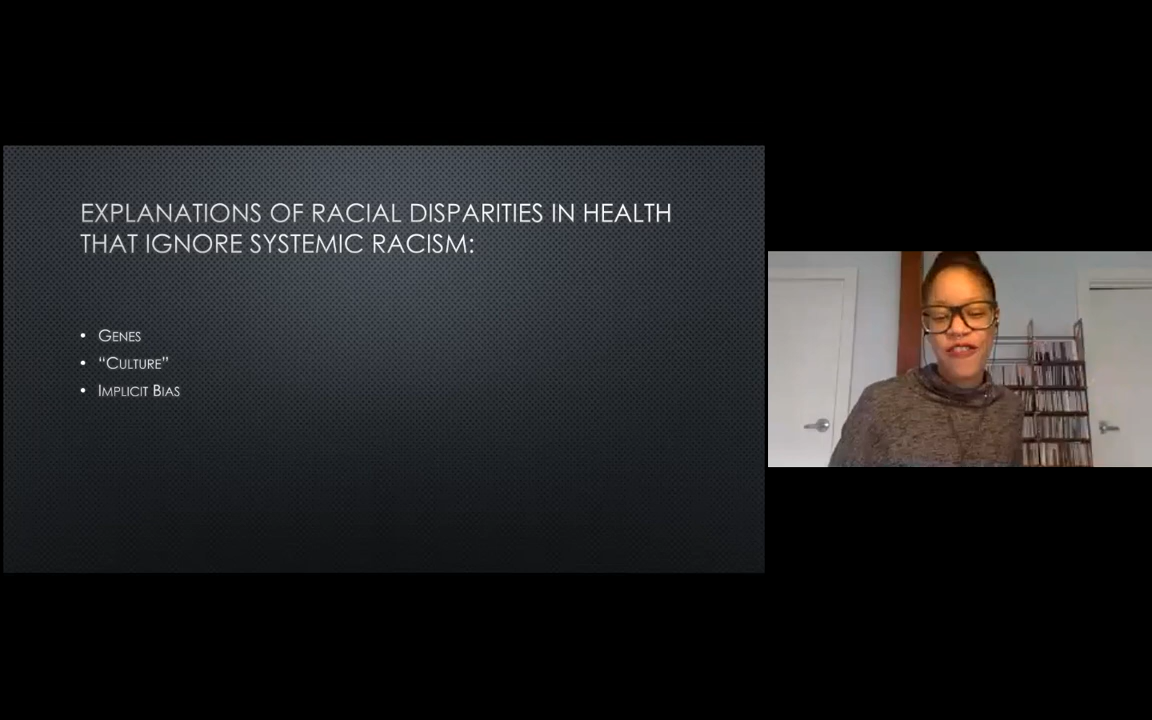 EXPLANATIONS OF RACIAL DISPARITIES IN HEALTH
THAT IGNORE SYSTEMIC RACISM:
• GENES
• “CULTURE”
• IMPLICIT BIAS